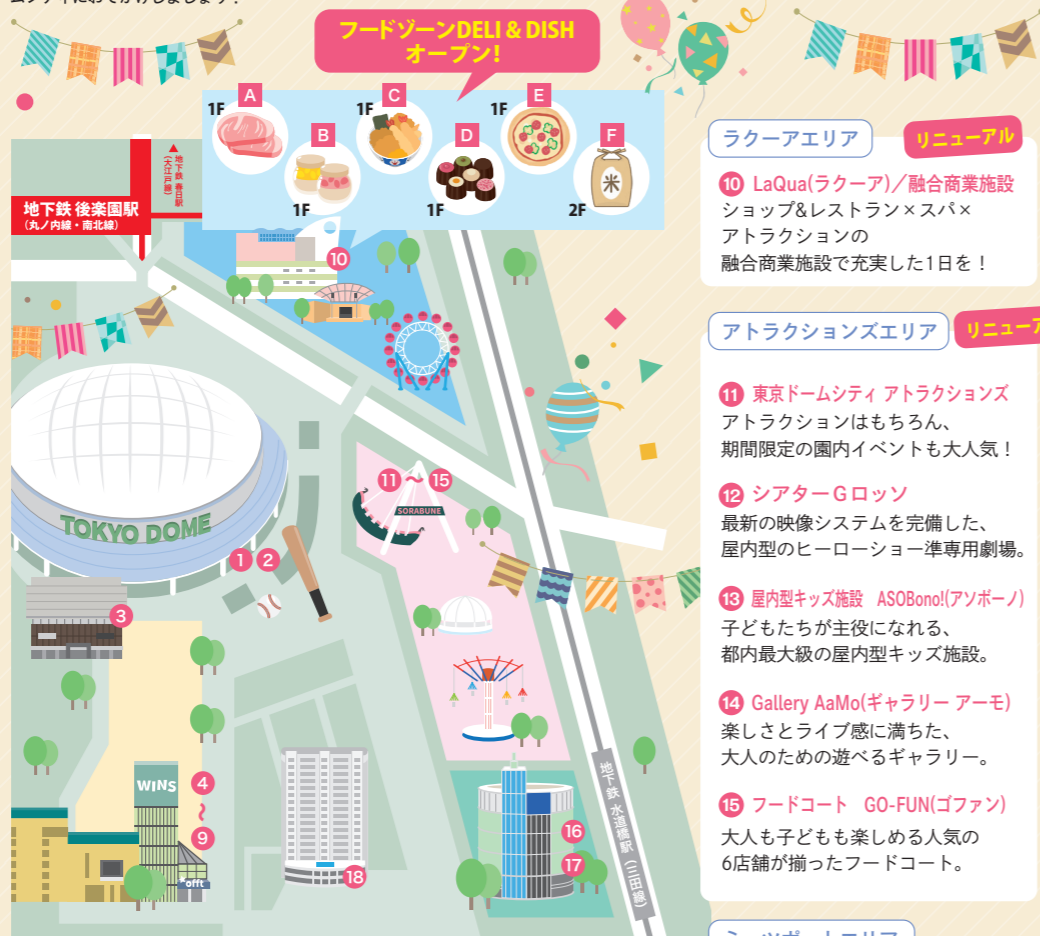 ムシティにおでかけしましょう！
フードゾーンDELI & DISH
オープン！
A
1F
B
1F
C
1F
D
1F
E
1F
F
2F
米
地下鉄 春日駅
（大江戸線）
地下鉄 後楽園駅
（丸ノ内線・南北線）
10
TOKYO DOME
1 2
3
11 〜 15
SORABUNE
WINS
4
〜
9
offt
18
16
17
地下鉄 水道橋駅（三田線）
ラクーアエリア
リニューアル
10 LaQua(ラクーア)／融合商業施設
ショップ&レストラン×スパ×
アトラクションの
融合商業施設で充実した1日を！
アトラクションズエリア
リニューア
11 東京ドームシティ アトラクションズ
アトラクションはもちろん、
期間限定の園内イベントも大人気！
12 シアターGロッソ
最新の映像システムを完備した、
屋内型のヒーローショー準専用劇場。
13 屋内型キッズ施設　ASOBono!(アソボーノ)
子どもたちが主役になれる、
都内最大級の屋内型キッズ施設。
14 Gallery AaMo(ギャラリー アーモ)
楽しさとライブ感に満ちた、
大人のための遊べるギャラリー。
15 フードコート　GO-FUN(ゴファン)
大人も子どもも楽しめる人気の
6店舗が揃ったフードコート。